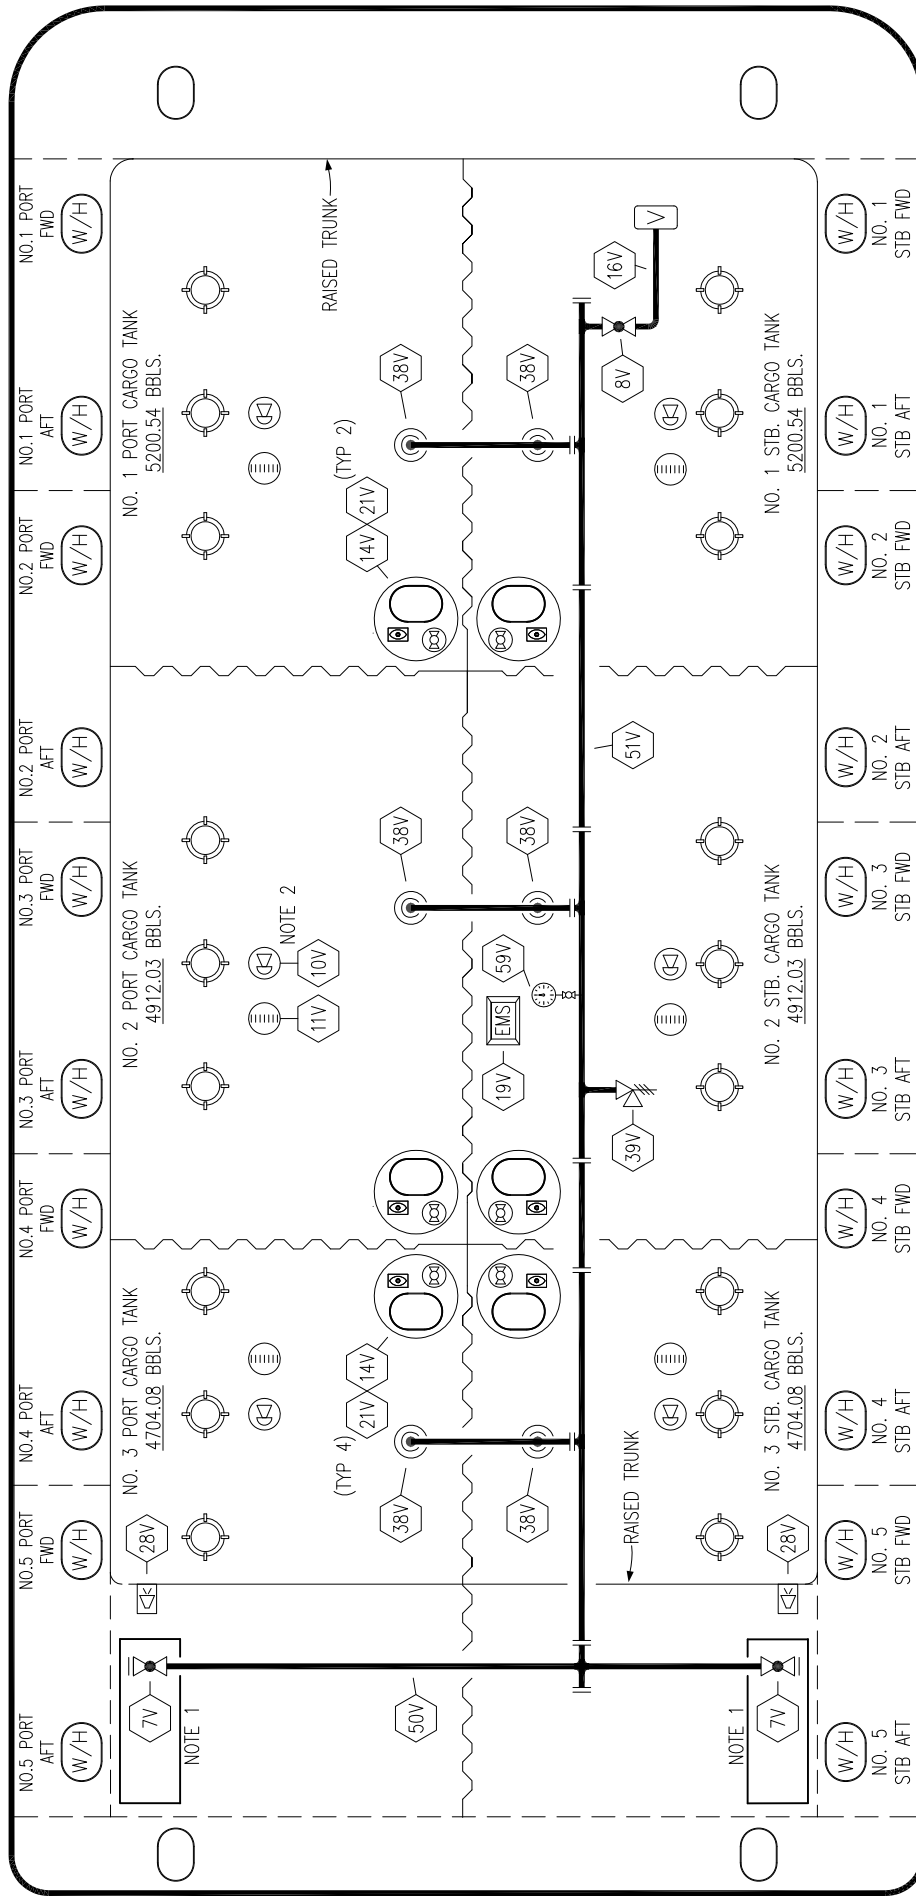 NO.1 PORT
FWD
W/H
NO.1 PORT
AFT
W/H
NO.2 PORT
FWD
W/H
NO.2 PORT
AFT
W/H
NO.3 PORT
FWD
W/H
NO.3 PORT
AFT
W/H
NO.4 PORT
FWD
W/H
NO.4 PORT
AFT
W/H
NO.5 PORT
FWD
W/H
NO.5 PORT
AFT
W/H
RAISED TRUNK
NO. 1 PORT CARGO TANK
5200.54 BBLS.
NO. 2 PORT CARGO TANK
4912.03 BBLS.
NO. 3 PORT CARGO TANK
4704.08 BBLS.
38V
38V
14V
21V
(TYP 2)
38V
38V
NOTE 2
10V
11V
59V
EMS
19V
14V
21V
(TYP 4)
38V
38V
28V
7V
NOTE 1
50V
V
16V
8V
51V
39V
NO. 1 STB. CARGO TANK
5200.54 BBLS.
NO. 2 STB. CARGO TANK
4912.03 BBLS.
NO. 3 STB. CARGO TANK
4704.08 BBLS.
RAISED TRUNK
28V
NOTE 1
7V
W/H
NO. 1
STB FWD
W/H
NO. 1
STB AFT
W/H
NO. 2
STB FWD
W/H
NO. 2
STB AFT
W/H
NO. 3
STB FWD
W/H
NO. 3
STB AFT
W/H
NO. 4
STB FWD
W/H
NO. 4
STB AFT
W/H
NO. 5
STB FWD
W/H
NO. 5
STB AFT